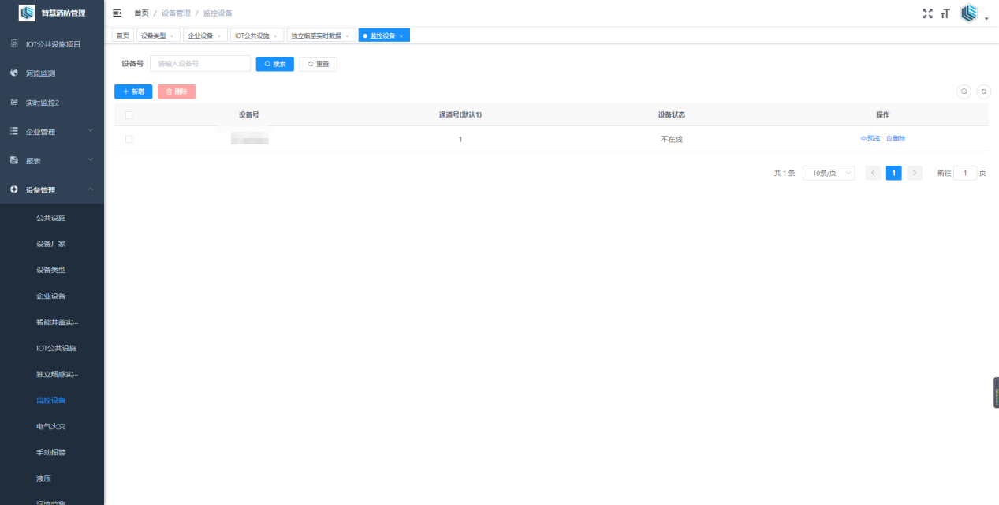 智慧消防管理
首页 / 设备管理 / 监控设备
首页 设备类型 × 企业设备 × IOT公共设施 × 独立烟感实时数据 × 监控设备 ×
设备号 请输入设备号 搜索 重置
+ 新增 删除
设备号 通道号(默认1) 设备状态 操作
1 不在线 预览 删除
共 1 条 10条/页 < 1 > 前往 1 页
IOT公共设施项目
河流监测
实时监控2
企业管理
报表
设备管理
公共设施
设备厂家
设备类型
企业设备
智能井盖实...
IOT公共设施
独立烟感实...
监控设备
电气火灾
手动报警
液压
河流监测